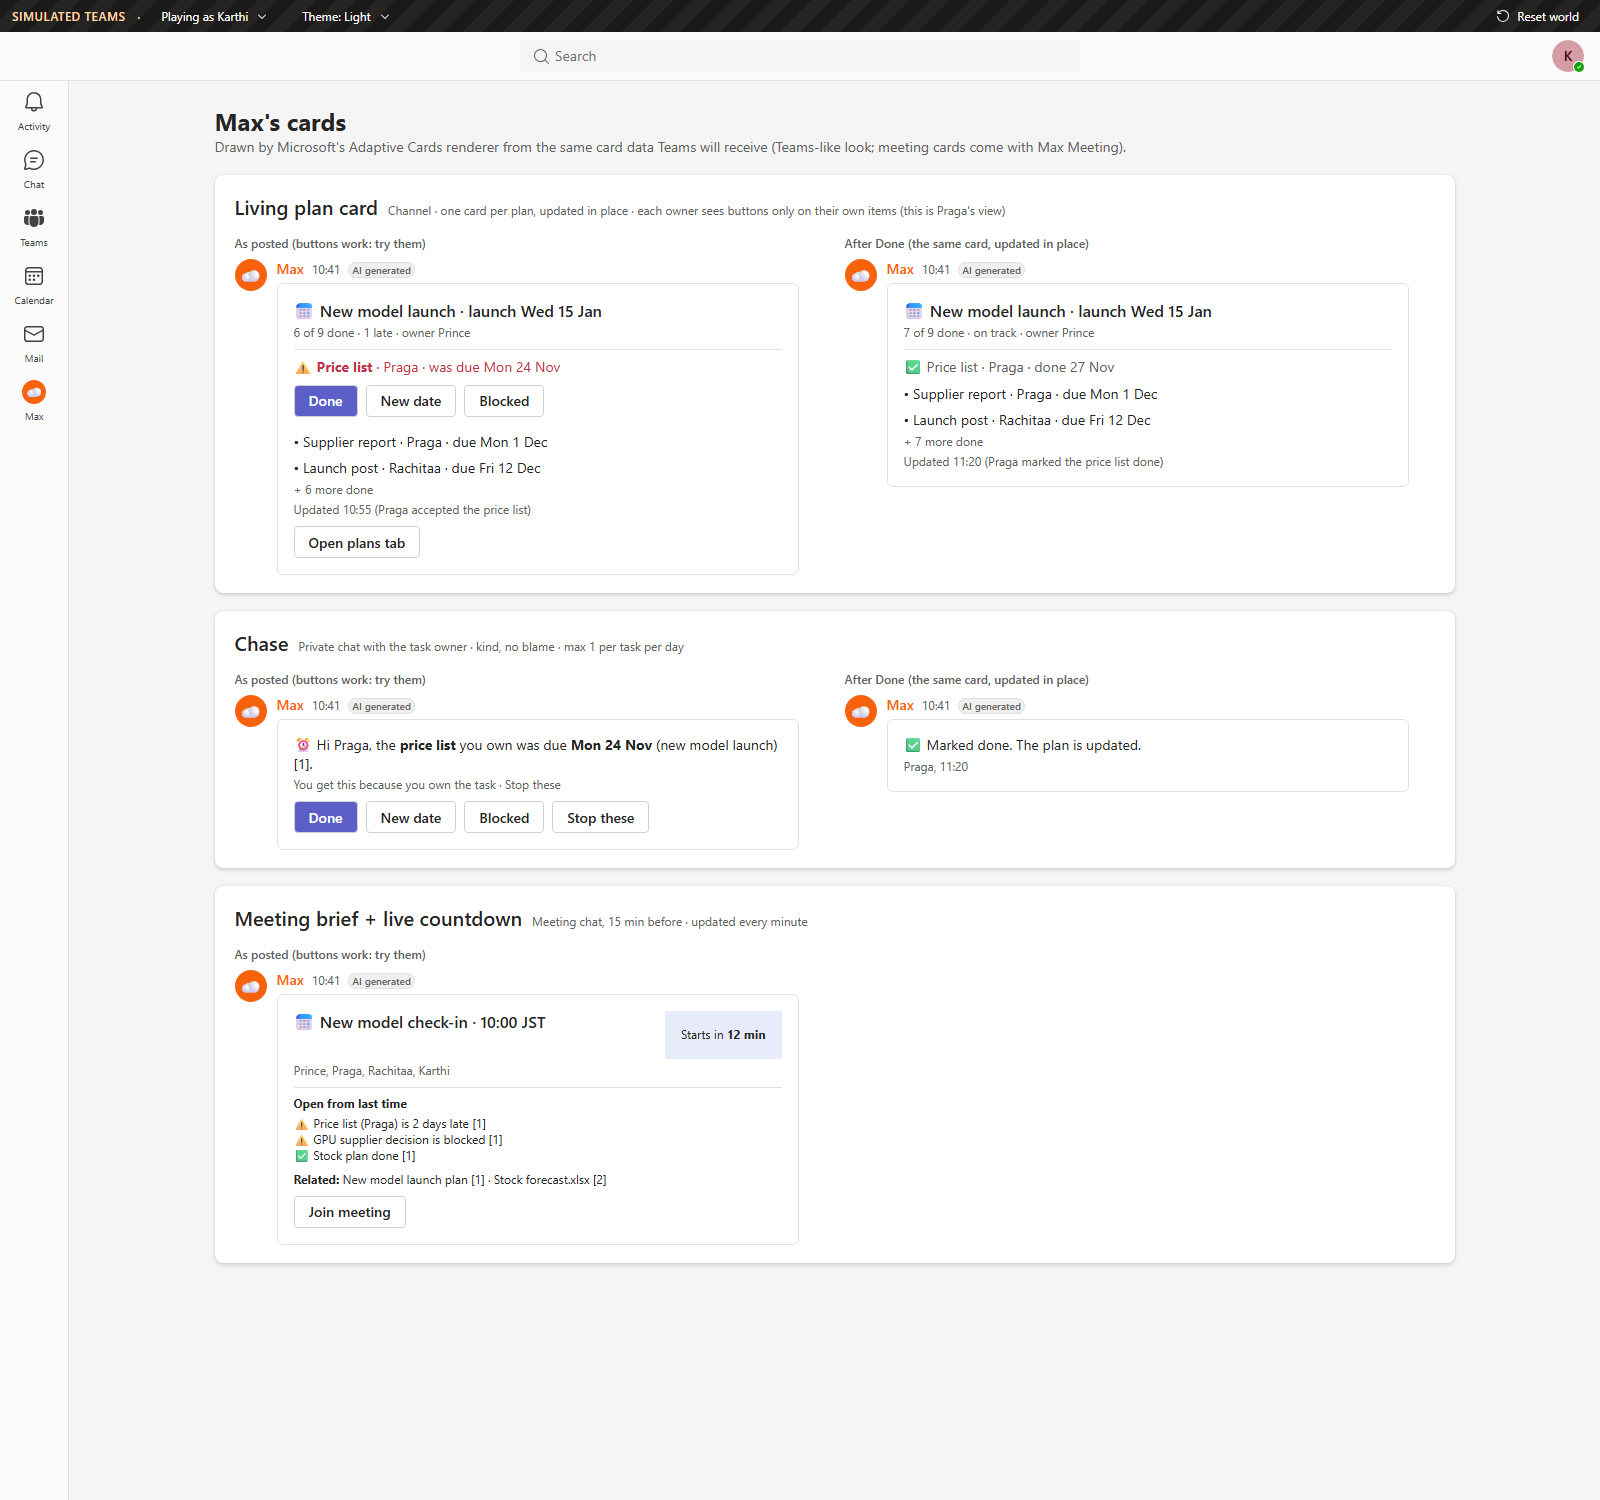 SIMULATED TEAMS · Playing as Karthi Theme: Light Reset world
Search
K
Activity
Chat
Teams
Calendar
Mail
Max
Max's cards
Drawn by Microsoft's Adaptive Cards renderer from the same card data Teams will receive (Teams-like look; meeting cards come with Max Meeting).
Living plan card Channel · one card per plan, updated in place · each owner sees buttons only on their own items (this is Praga's view)
As posted (buttons work: try them)
Max 10:41 AI generated
New model launch · launch Wed 15 Jan
6 of 9 done · 1 late · owner Prince
Price list · Praga · was due Mon 24 Nov
Done New date Blocked
• Supplier report · Praga · due Mon 1 Dec
• Launch post · Rachitaa · due Fri 12 Dec
+ 6 more done
Updated 10:55 (Praga accepted the price list)
Open plans tab
After Done (the same card, updated in place)
Max 10:41 AI generated
New model launch · launch Wed 15 Jan
7 of 9 done · on track · owner Prince
Price list · Praga · done 27 Nov
• Supplier report · Praga · due Mon 1 Dec
• Launch post · Rachitaa · due Fri 12 Dec
+ 7 more done
Updated 11:20 (Praga marked the price list done)
Chase Private chat with the task owner · kind, no blame · max 1 per task per day
As posted (buttons work: try them)
Max 10:41 AI generated
Hi Praga, the price list you own was due Mon 24 Nov (new model launch)
[1].
You get this because you own the task · Stop these
Done New date Blocked Stop these
After Done (the same card, updated in place)
Max 10:41 AI generated
Marked done. The plan is updated.
Praga, 11:20
Meeting brief + live countdown Meeting chat, 15 min before · updated every minute
As posted (buttons work: try them)
Max 10:41 AI generated
New model check-in · 10:00 JST
Starts in 12 min
Prince, Praga, Rachitaa, Karthi
Open from last time
Price list (Praga) is 2 days late [1]
GPU supplier decision is blocked [1]
Stock plan done [1]
Related: New model launch plan [1] · Stock forecast.xlsx [2]
Join meeting